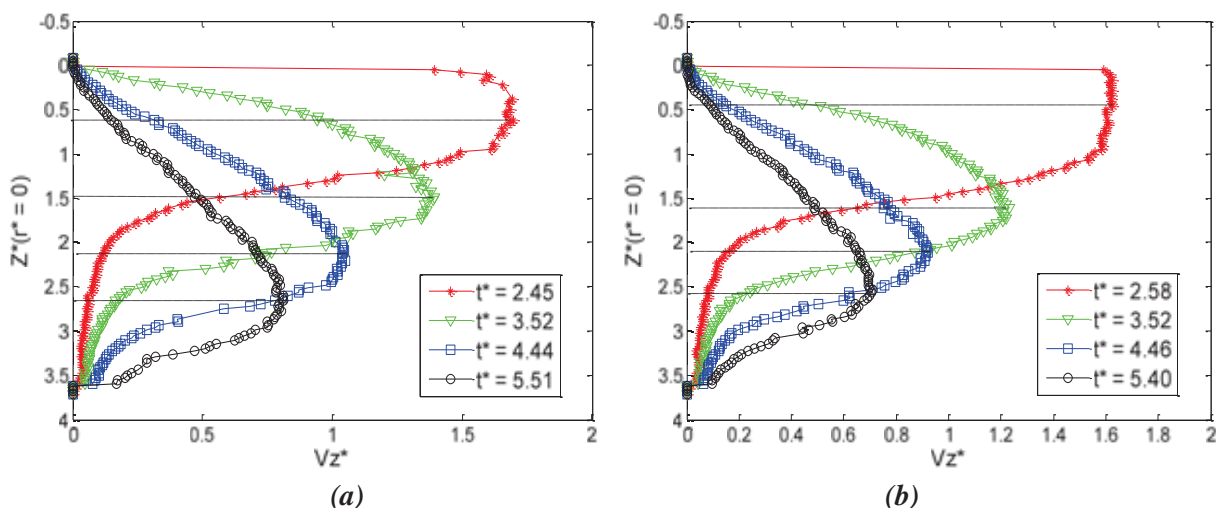 -0.5
0
0.5
1
1.5
2
2.5
3
3.5
4
Z*(r* = 0)
0
0.5
1
1.5
2
Vz*
t* = 2.45
t* = 3.52
t* = 4.44
t* = 5.51
(a)
-0.5
0
0.5
1
1.5
2
2.5
3
3.5
4
Z*(r* = 0)
0
0.2
0.4
0.6
0.8
1
1.2
1.4
1.6
1.8
2
Vz*
t* = 2.58
t* = 3.52
t* = 4.46
t* = 5.40
(b)